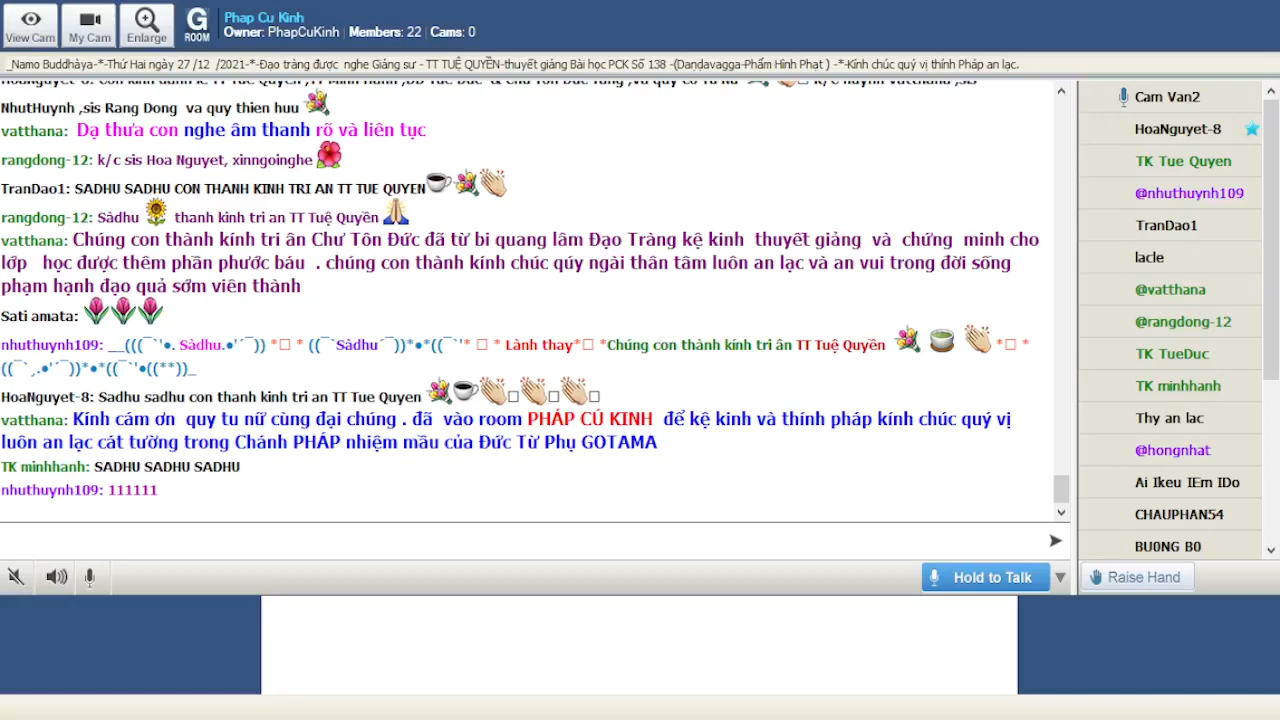 View Cam
My Cam
Enlarge
G
ROOM
Phap Cu Kinh
Owner: PhapCuKinh | Members: 22 | Cams: 0
_Namo Buddhàya-*-Thứ Hai ngày 27 /12 /2021-*-Đạo tràng được nghe Giảng sư - TT TUỆ QUYỀN-thuyết giảng Bài học PCK Số 138 -(Daṇdavagga-Phẩm Hình Phạt ) -*-Kính chúc quý vị thính Pháp an lạc.
NhutHuynh ,sis Rang Dong va quy thien huu
vatthana: Dạ thưa con nghe âm thanh rõ và liên tục
rangdong-12: k/c sis Hoa Nguyet, xinngoinghe
TranDao1: SADHU SADHU CON THANH KINH TRI AN TT TUE QUYEN
rangdong-12: Sàdhu thanh kinh tri an TT Tuệ Quyền
vatthana: Chúng con thành kính tri ân Chư Tôn Đức đã từ bi quang lâm Đạo Tràng kệ kinh thuyết giảng và chứng minh cho
lớp học được thêm phần phước báu . chúng con thành kính chúc qúy ngài thân tâm luôn an lạc và an vui trong đời sống
phạm hạnh đạo quả sớm viên thành
Sati amata:
nhuthuynh109: __(((¯`'•. Sàdhu.•'´¯)) *□ * ((¯`Sàdhu´¯))*•*((¯`'* □ * Lành thay*□ *Chúng con thành kính tri ân TT Tuệ Quyền *□ *
((¯`¸.•'´¯))*•*((¯`'•((**))_
HoaNguyet-8: Sadhu sadhu con thanh kinh tri an TT Tue Quyen □ □ □
vatthana: Kính cám ơn quy tu nữ cùng đại chúng . đã vào room PHÁP CÚ KINH để kệ kinh và thính pháp kính chúc quý vị
luôn an lạc cát tường trong Chánh PHÁP nhiệm mầu của Đức Từ Phụ GOTAMA
TK minhhanh: SADHU SADHU SADHU
nhuthuynh109: 111111
Hold to Talk
Cam Van2
HoaNguyet-8
TK Tue Quyen
@nhuthuynh109
TranDao1
lacle
@vatthana
@rangdong-12
TK TueDuc
TK minhhanh
Thy an lac
@hongnhat
Ai Ikeu IEm IDo
CHAUPHAN54
BU0NG B0
Raise Hand